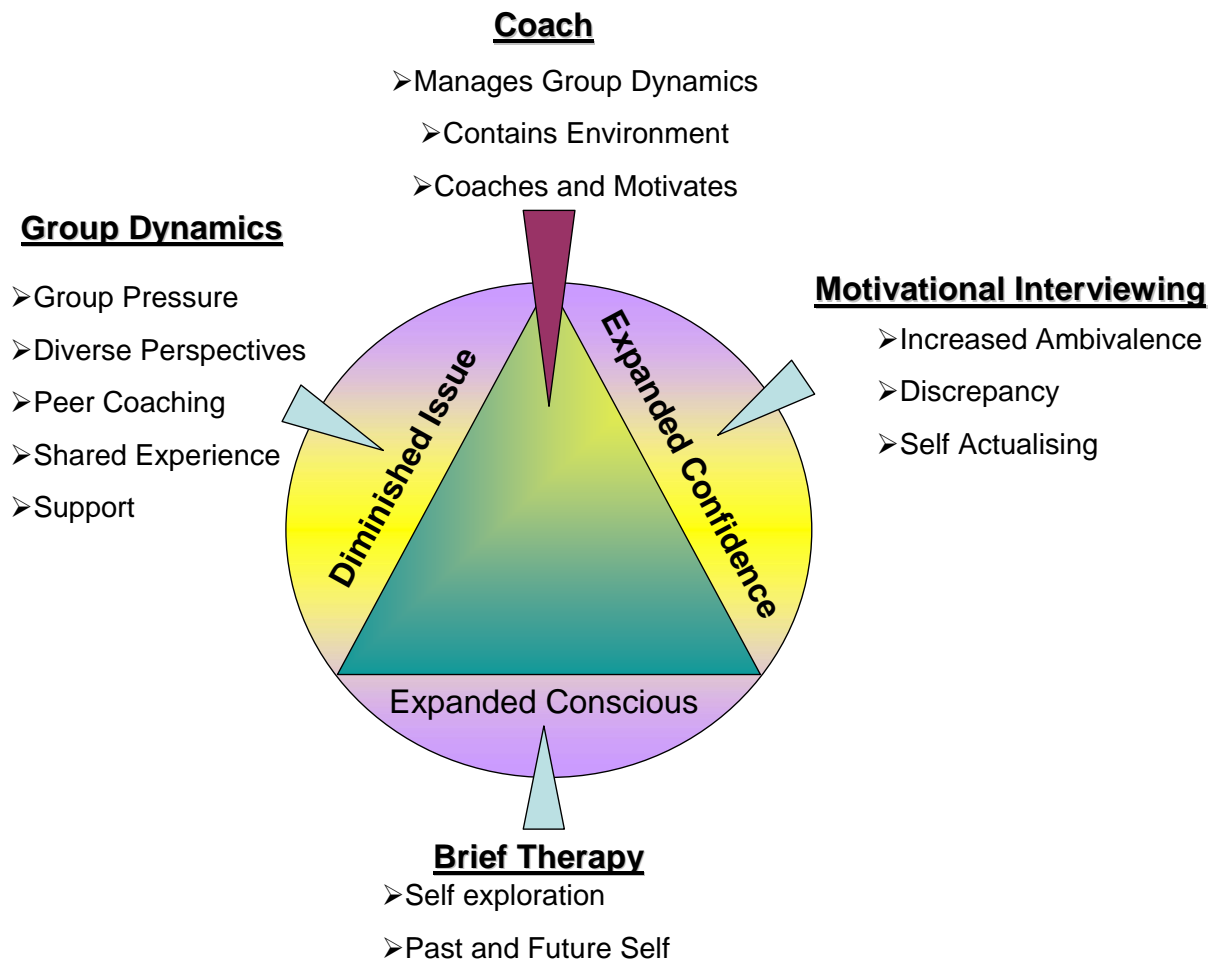 Coach
➢Manages Group Dynamics
➢Contains Environment
➢Coaches and Motivates
Group Dynamics
➢Group Pressure
➢Diverse Perspectives
➢Peer Coaching
➢Shared Experience
➢Support
Motivational Interviewing
➢Increased Ambivalence
➢Discrepancy
➢Self Actualising
Diminished Issue
Expanded Confidence
Expanded Conscious
Brief Therapy
➢Self exploration
➢Past and Future Self